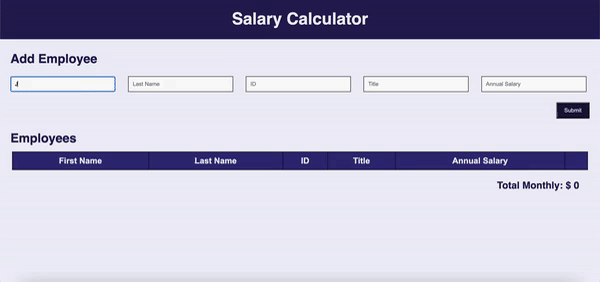 Salary Calculator
Add Employee
J
Last Name
ID
Title
Annual Salary
Submit
Employees
First Name Last Name ID Title Annual Salary
Total Monthly: $ 0